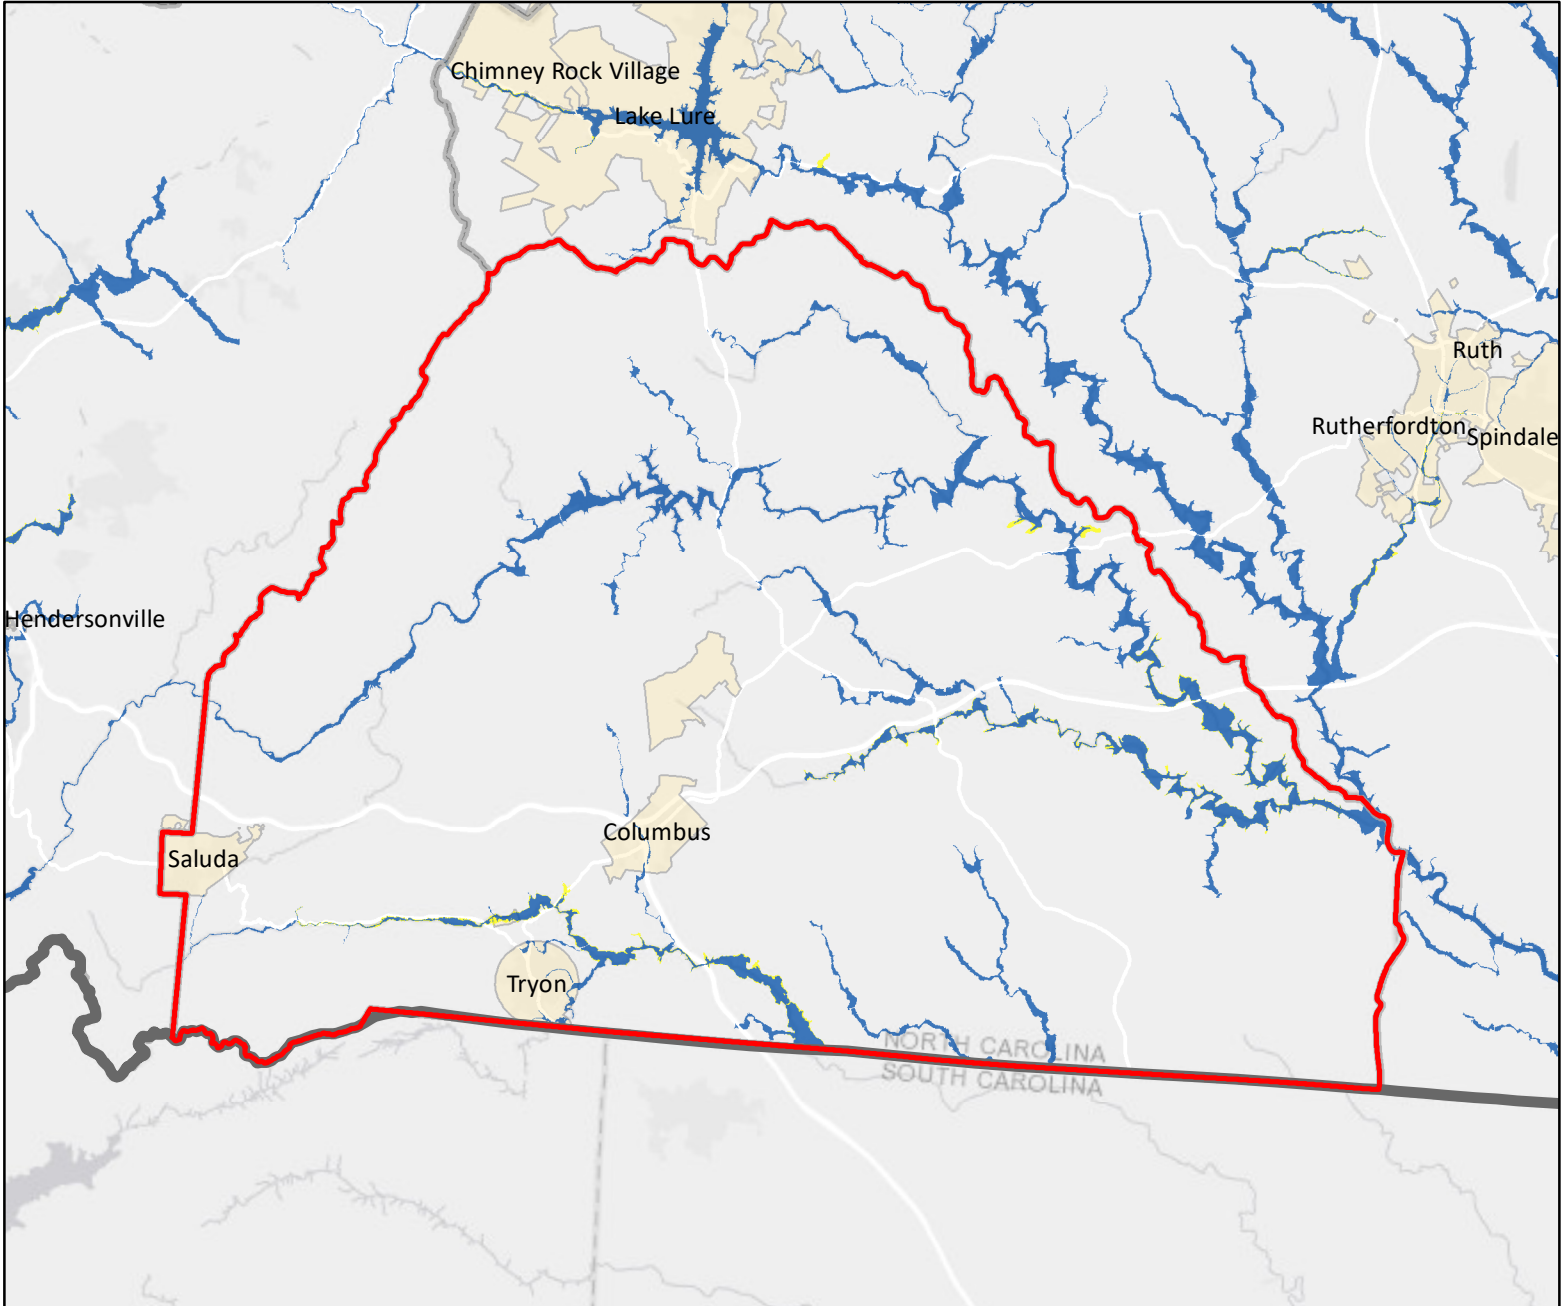 Chimney Rock Village
Lake Lure
Ruth
Rutherfordton
Spindale
Hendersonville
Columbus
Saluda
Tryon
NORTH CAROLINA
SOUTH CAROLINA